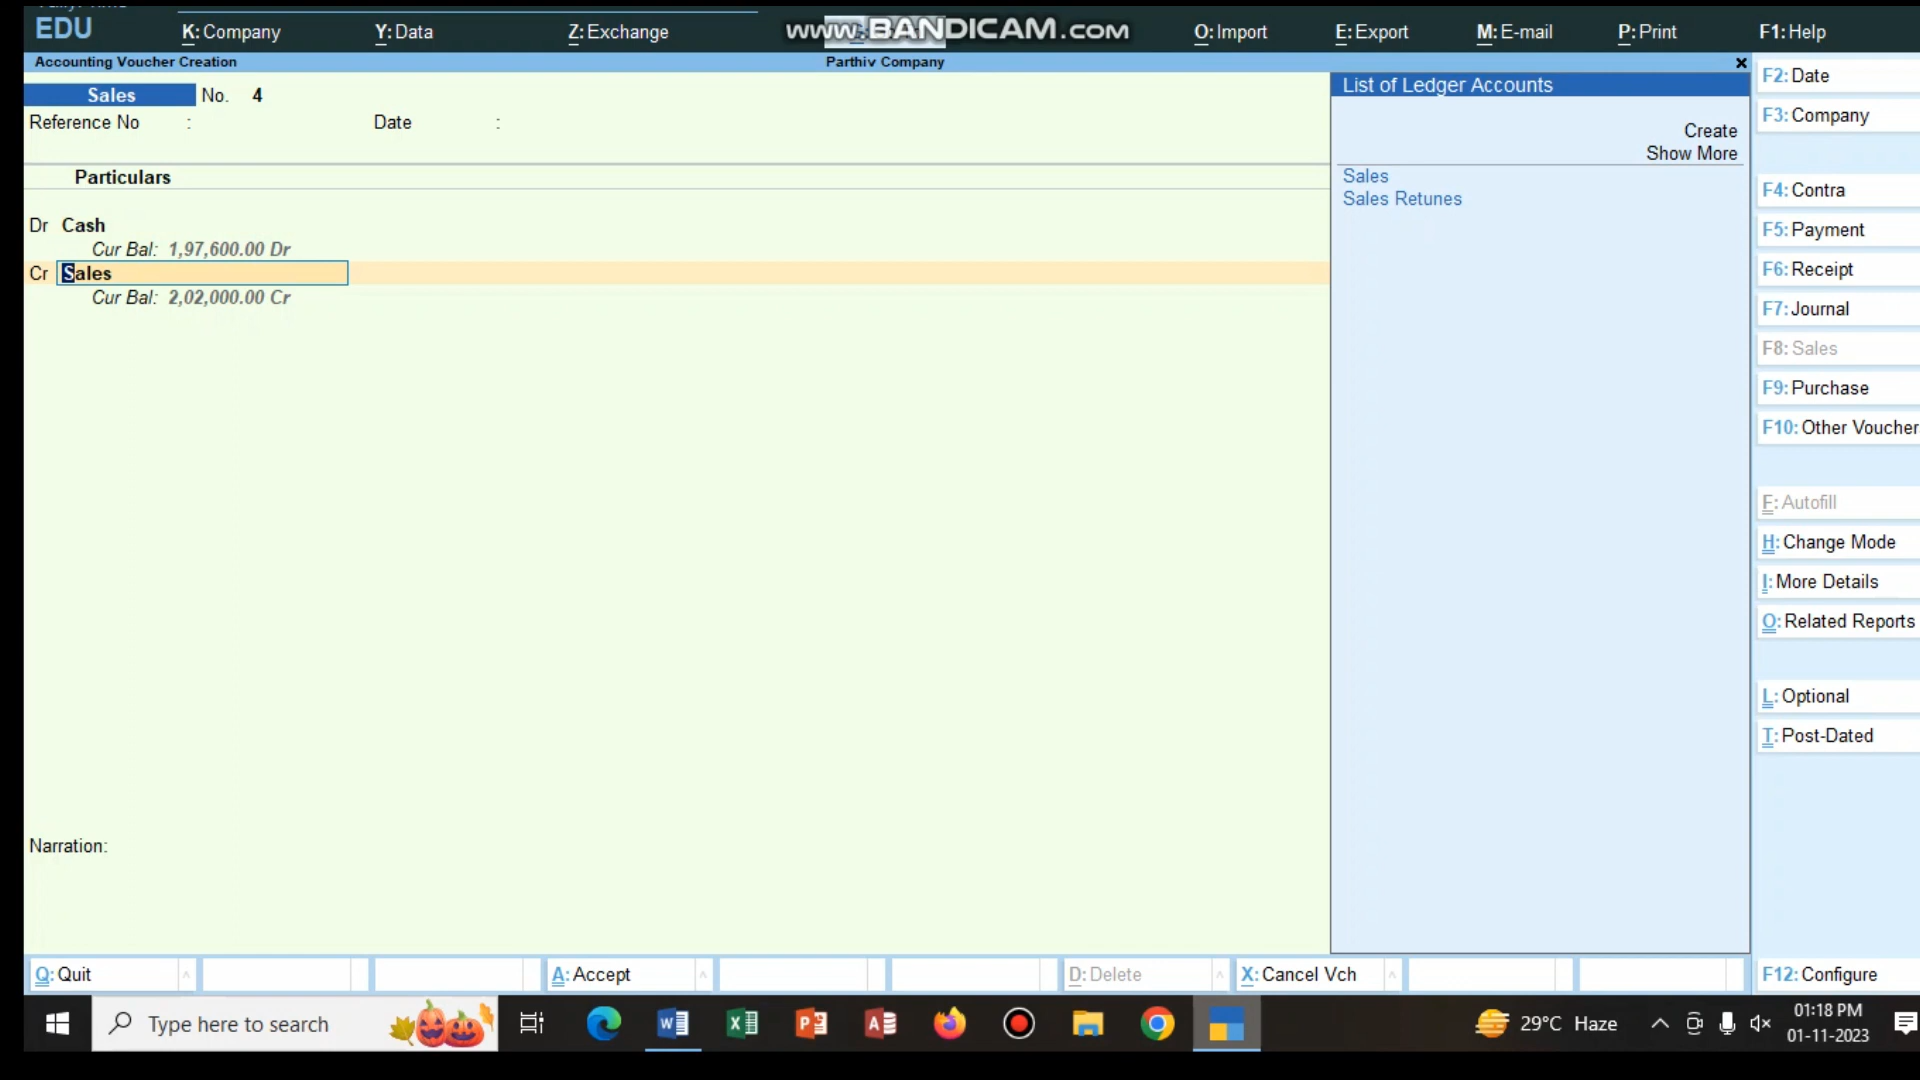 EDU
K: Company
Y: Data
Z: Exchange
www.BANDICAM.com
O: Import
E: Export
M: E-mail
P: Print
F1: Help
Accounting Voucher Creation
Parthiv Company
Sales No. 4
Reference No :
Date :
Particulars
Dr Cash
Cur Bal: 1,97,600.00 Dr
Cr Sales
Cur Bal: 2,02,000.00 Cr
Narration:
List of Ledger Accounts
Create
Show More
Sales
Sales Retunes
F2: Date
F3: Company
F4: Contra
F5: Payment
F6: Receipt
F7: Journal
F8: Sales
F9: Purchase
F10: Other Voucher
F: Autofill
H: Change Mode
I: More Details
O: Related Reports
L: Optional
T: Post-Dated
Q: Quit
A: Accept
D: Delete
X: Cancel Vch
F12: Configure
Type here to search
29°C Haze
01:18 PM
01-11-2023